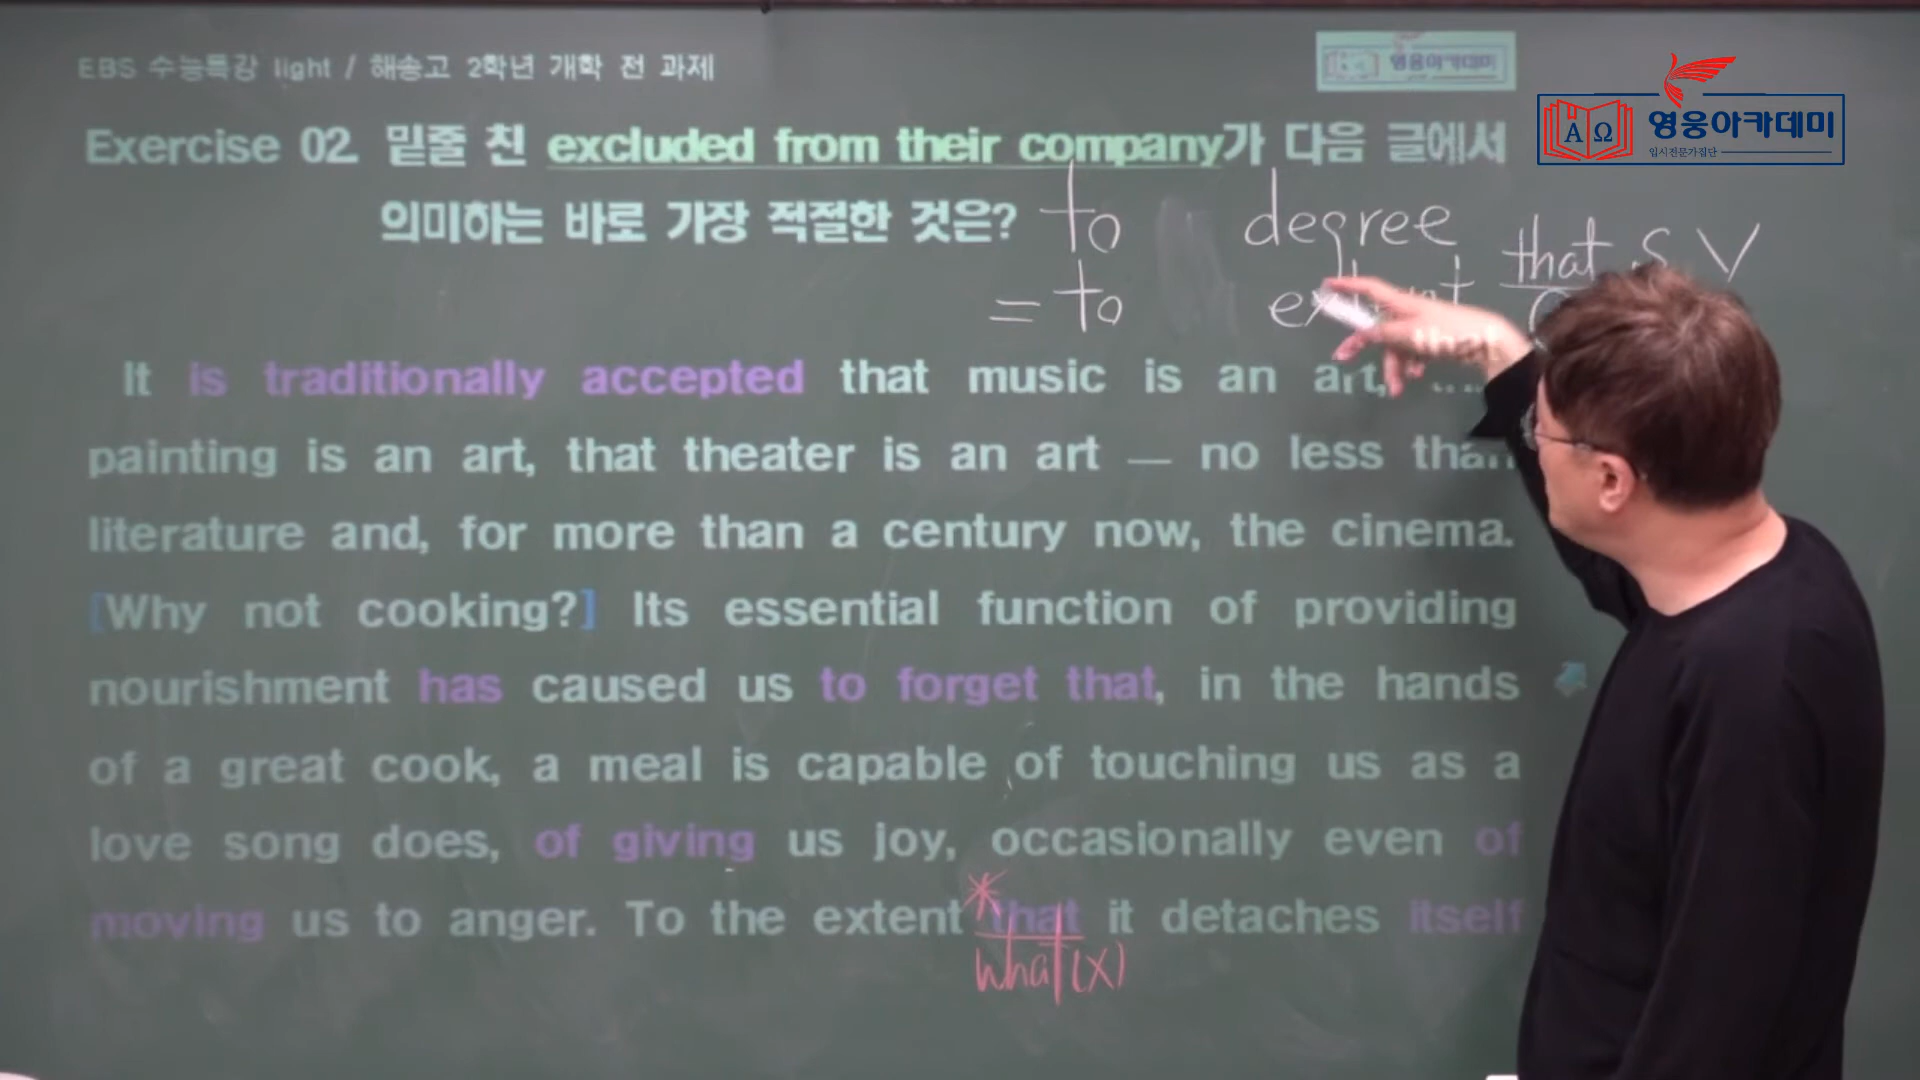 EBS 수능특강 light / 해송고 2학년 개학 전 과제
영웅아카데미
영웅아카데미
입시전문가집단
A Ω
Exercise 02. 밑줄 친 excluded from their company가 다음 글에서
의미하는 바로 가장 적절한 것은?
to degree that S V
= to
It is traditionally accepted that music is an art, that
painting is an art, that theater is an art — no less than
literature and, for more than a century now, the cinema.
[Why not cooking?] Its essential function of providing
nourishment has caused us to forget that, in the hands
of a great cook, a meal is capable of touching us as a
love song does, of giving us joy, occasionally even of
moving us to anger. To the extent that it detaches itself
* what (x)